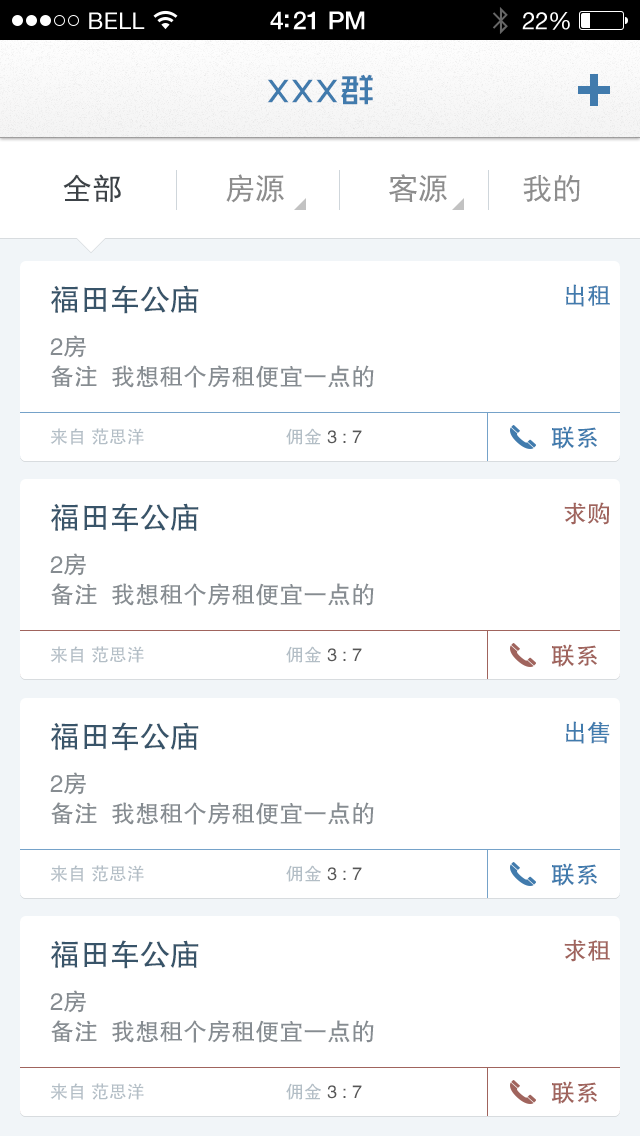 BELL 4:21 PM 22%
XXX群
全部 房源 客源 我的
福田车公庙 出租
2房
备注 我想租个房租便宜一点的
来自 范思洋 佣金 3 : 7 联系
福田车公庙 求购
2房
备注 我想租个房租便宜一点的
来自 范思洋 佣金 3 : 7 联系
福田车公庙 出售
2房
备注 我想租个房租便宜一点的
来自 范思洋 佣金 3 : 7 联系
福田车公庙 求租
2房
备注 我想租个房租便宜一点的
来自 范思洋 佣金 3 : 7 联系